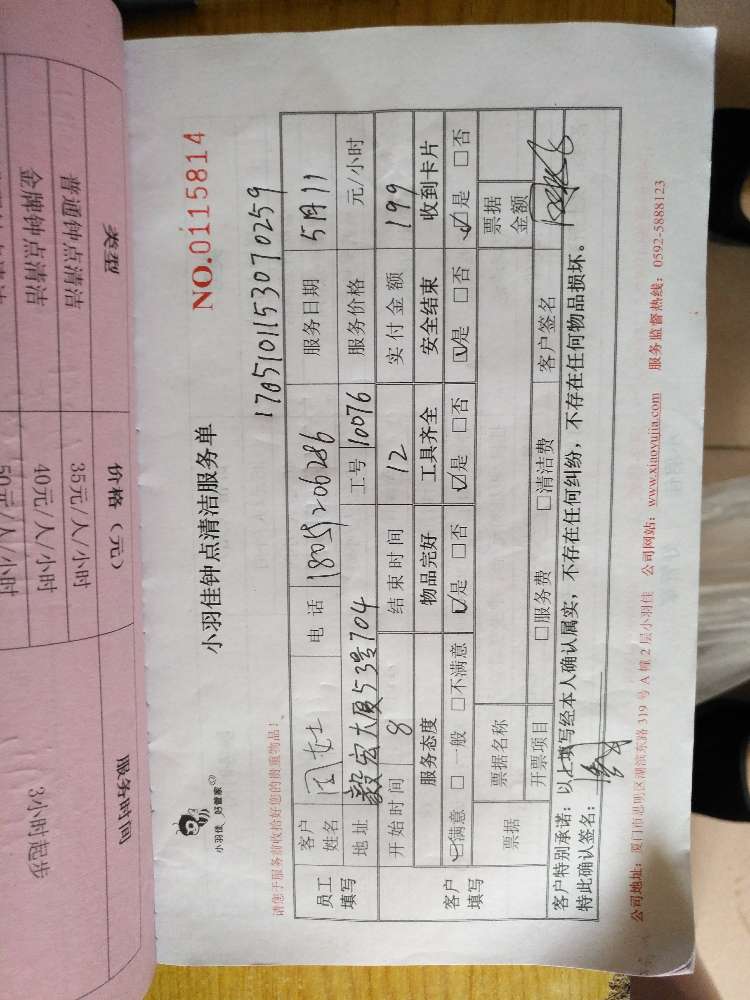 类型
价格（元）
服务时间
普通钟点清洁
35元/人/小时
金牌钟点清洁
40元/人/小时
3小时起步
50元/人/小时
小羽佳 好管家
小羽佳钟点清洁服务单
NO.0115814
请您于服务前收拾好您的贵重物品！
1705101153070259
员工填写
客户姓名 女士 电话 18059206286 服务日期 5月11
地址 毅宏大厦53号704 工号 10076 服务价格 元/小时
客户填写
开始时间 8 结束时间 12 实付金额 199
服务态度 物品完好 工具齐全 安全结束 收到卡片
☑满意 □一般 □不满意 ☑是 □否 ☑是 □否 ☑是 □否 ☑是 □否
票据 票据名称 票据金额
开票项目 □服务费 □清洁费 客户签名
客户特别承诺：以上填写经本人确认属实，不存在任何纠纷，不存在任何物品损坏。
特此确认签名：
公司地址：厦门市思明区湖滨东路319号A幢2层小羽佳 公司网站：www.xiaoyujia.com 服务监督热线：0592-5888123